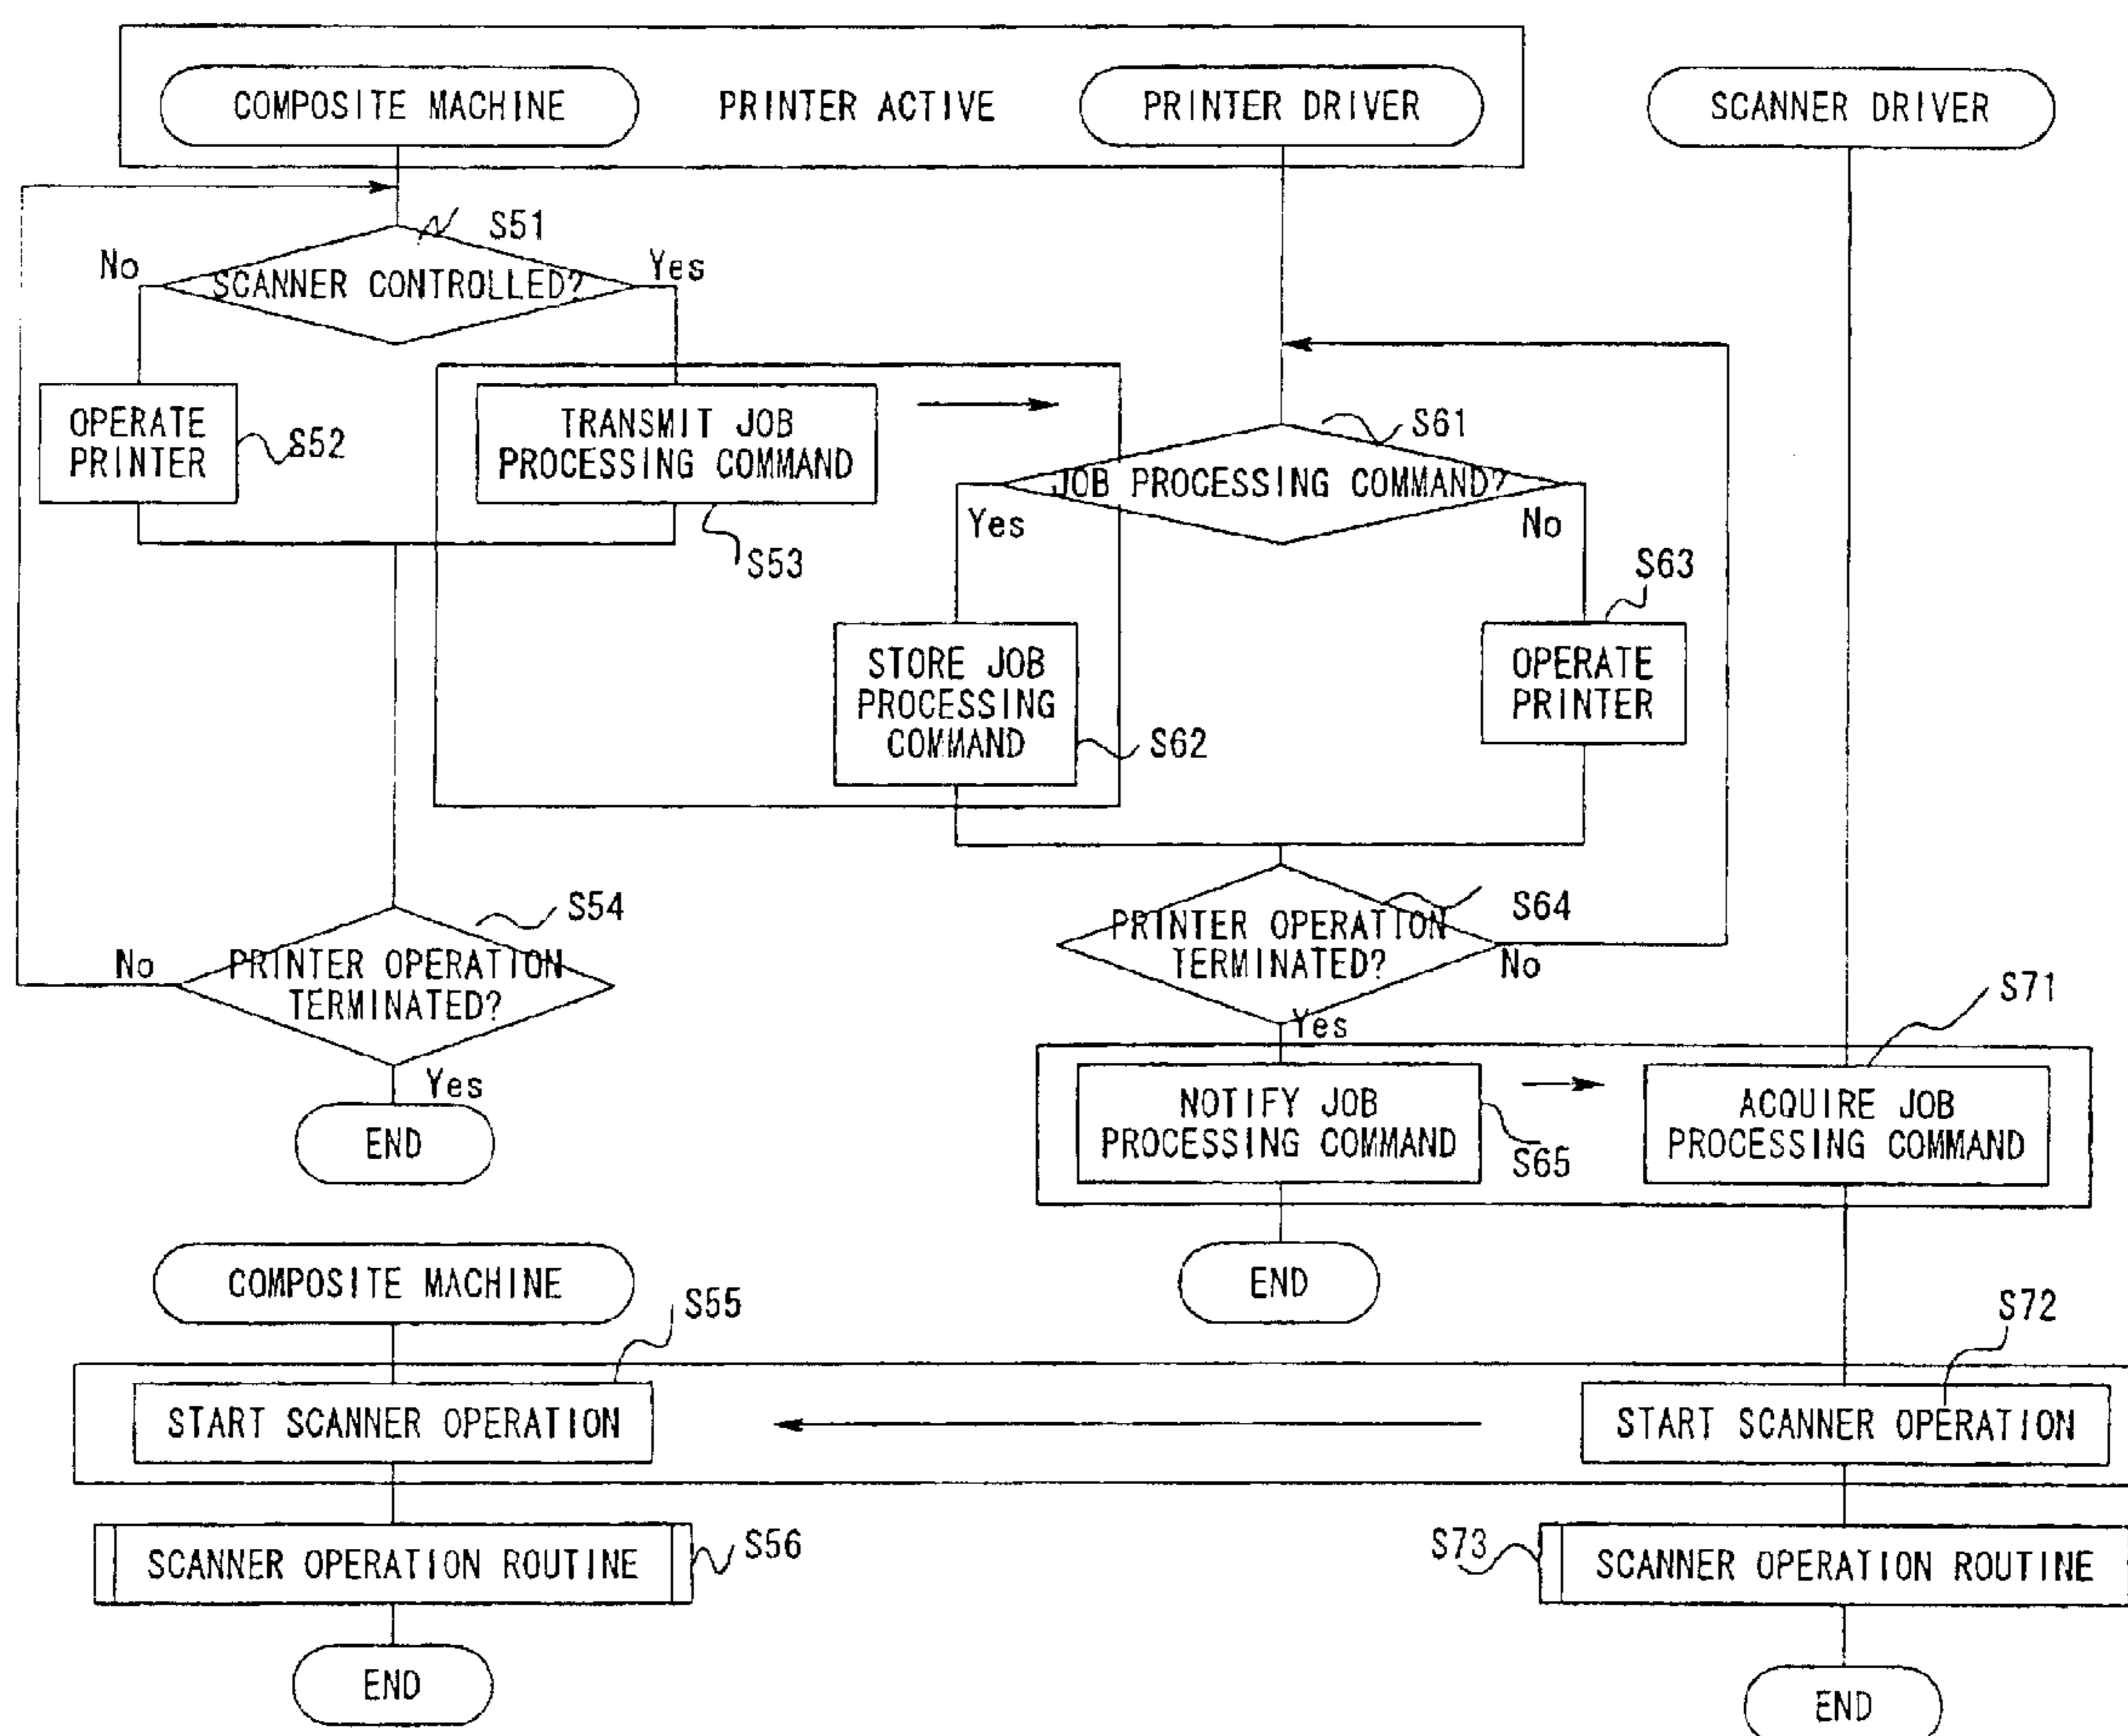 COMPOSITE MACHINE
PRINTER ACTIVE
PRINTER DRIVER
SCANNER DRIVER
S51
No
SCANNER CONTROLLED?
Yes
OPERATE
PRINTER
S52
TRANSMIT JOB
PROCESSING COMMAND
S53
S61
JOB PROCESSING COMMAND?
Yes
No
S63
STORE JOB
PROCESSING
COMMAND
S62
OPERATE
PRINTER
S54
No
PRINTER OPERATION
TERMINATED?
Yes
END
S64
PRINTER OPERATION
TERMINATED?
No
Yes
S71
NOTIFY JOB
PROCESSING COMMAND
S65
ACQUIRE JOB
PROCESSING COMMAND
END
COMPOSITE MACHINE
S55
S72
START SCANNER OPERATION
START SCANNER OPERATION
SCANNER OPERATION ROUTINE
S56
S73
SCANNER OPERATION ROUTINE
END
END